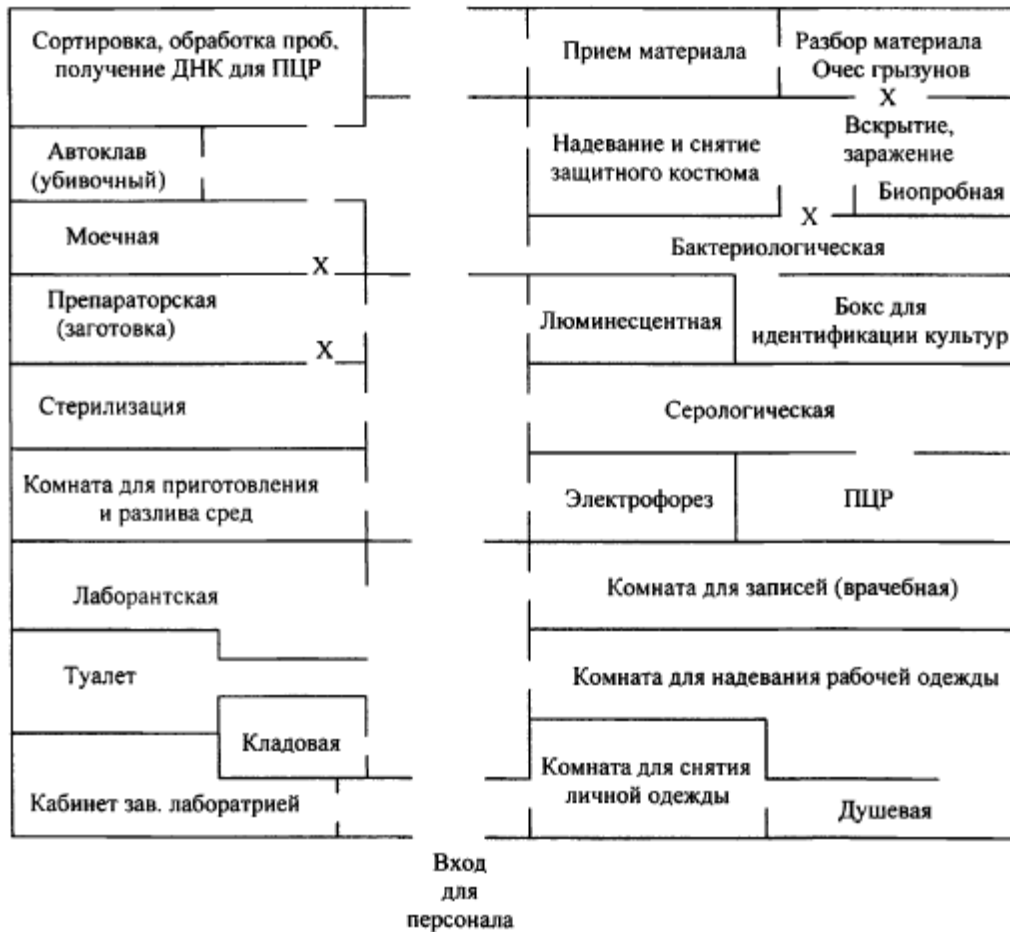 Сортировка, обработка проб,
получение ДНК для ПЦР
Прием материала
Разбор материала
Очес грызунов
X
Автоклав
(убивочный)
Надевание и снятие
защитного костюма
Вскрытие,
заражение
Биопробная
X
Моечная
X
Бактериологическая
Препараторская
(заготовка)
X
Люминесцентная
Бокс для
идентификации культур
Стерилизация
Серологическая
Комната для приготовления
и разлива сред
Электрофорез
ПЦР
Лаборантская
Комната для записей (врачебная)
Туалет
Комната для надевания рабочей одежды
Кладовая
Комната для снятия
личной одежды
Кабинет зав. лаборатрией
Душевая
Вход
для
персонала